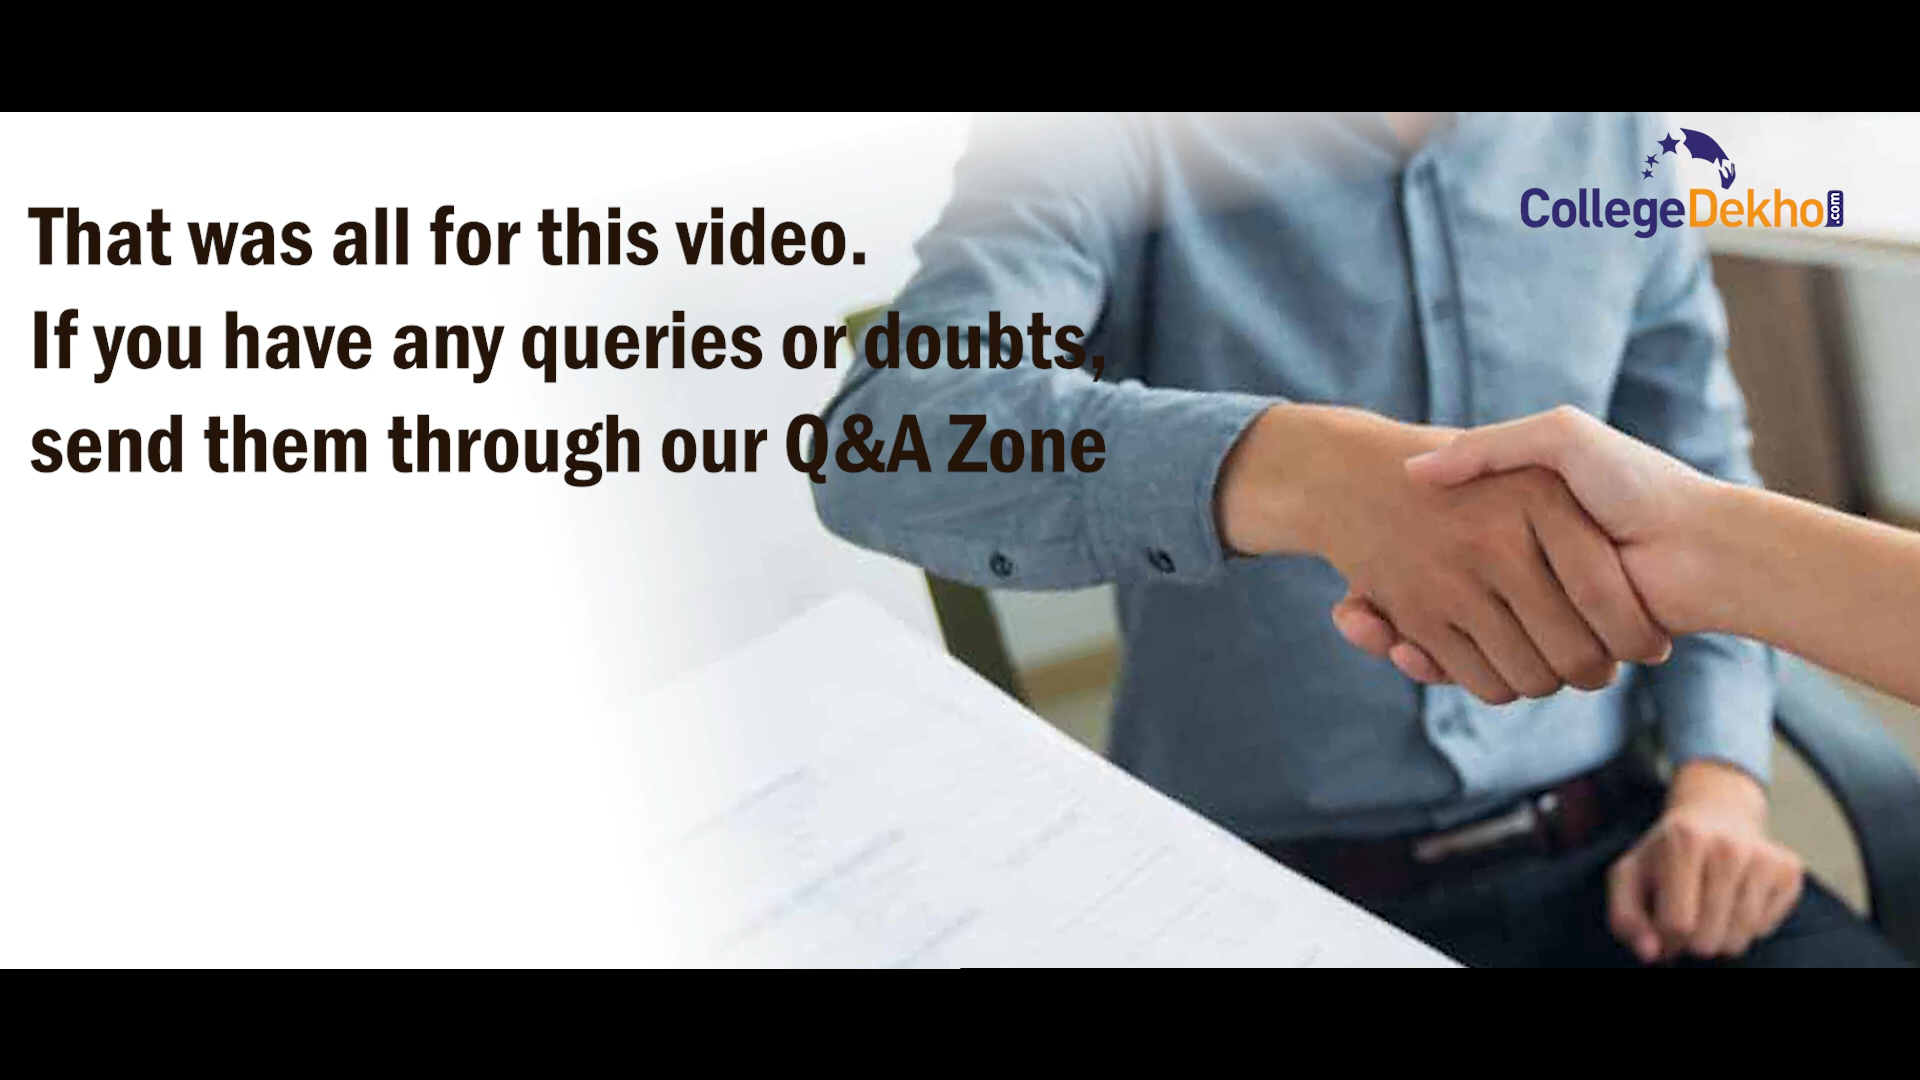 CollegeDekho.com
That was all for this video.
If you have any queries or doubts,
send them through our Q&A Zone